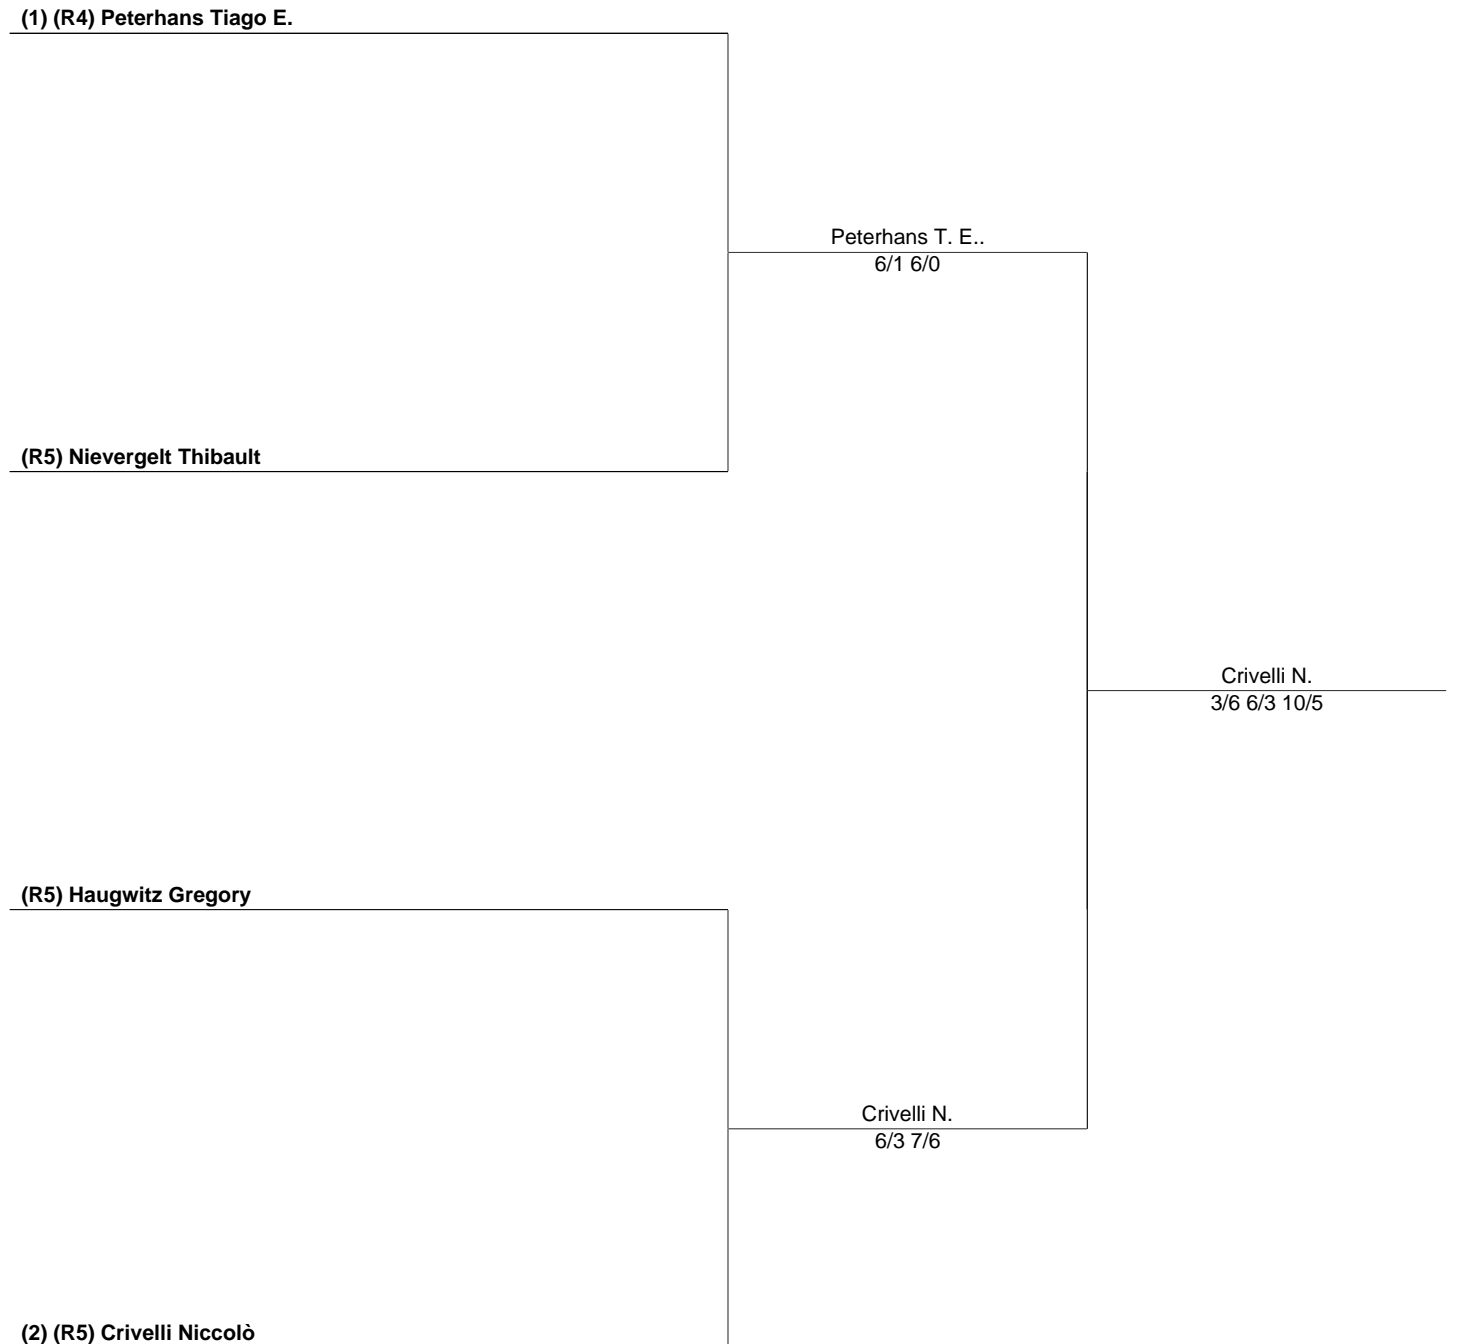 (1) (R4) Peterhans Tiago E.
Peterhans T. E..
6/1 6/0
(R5) Nievergelt Thibault
Crivelli N.
3/6 6/3 10/5
(R5) Haugwitz Gregory
Crivelli N.
6/3 7/6
(2) (R5) Crivelli Niccolò